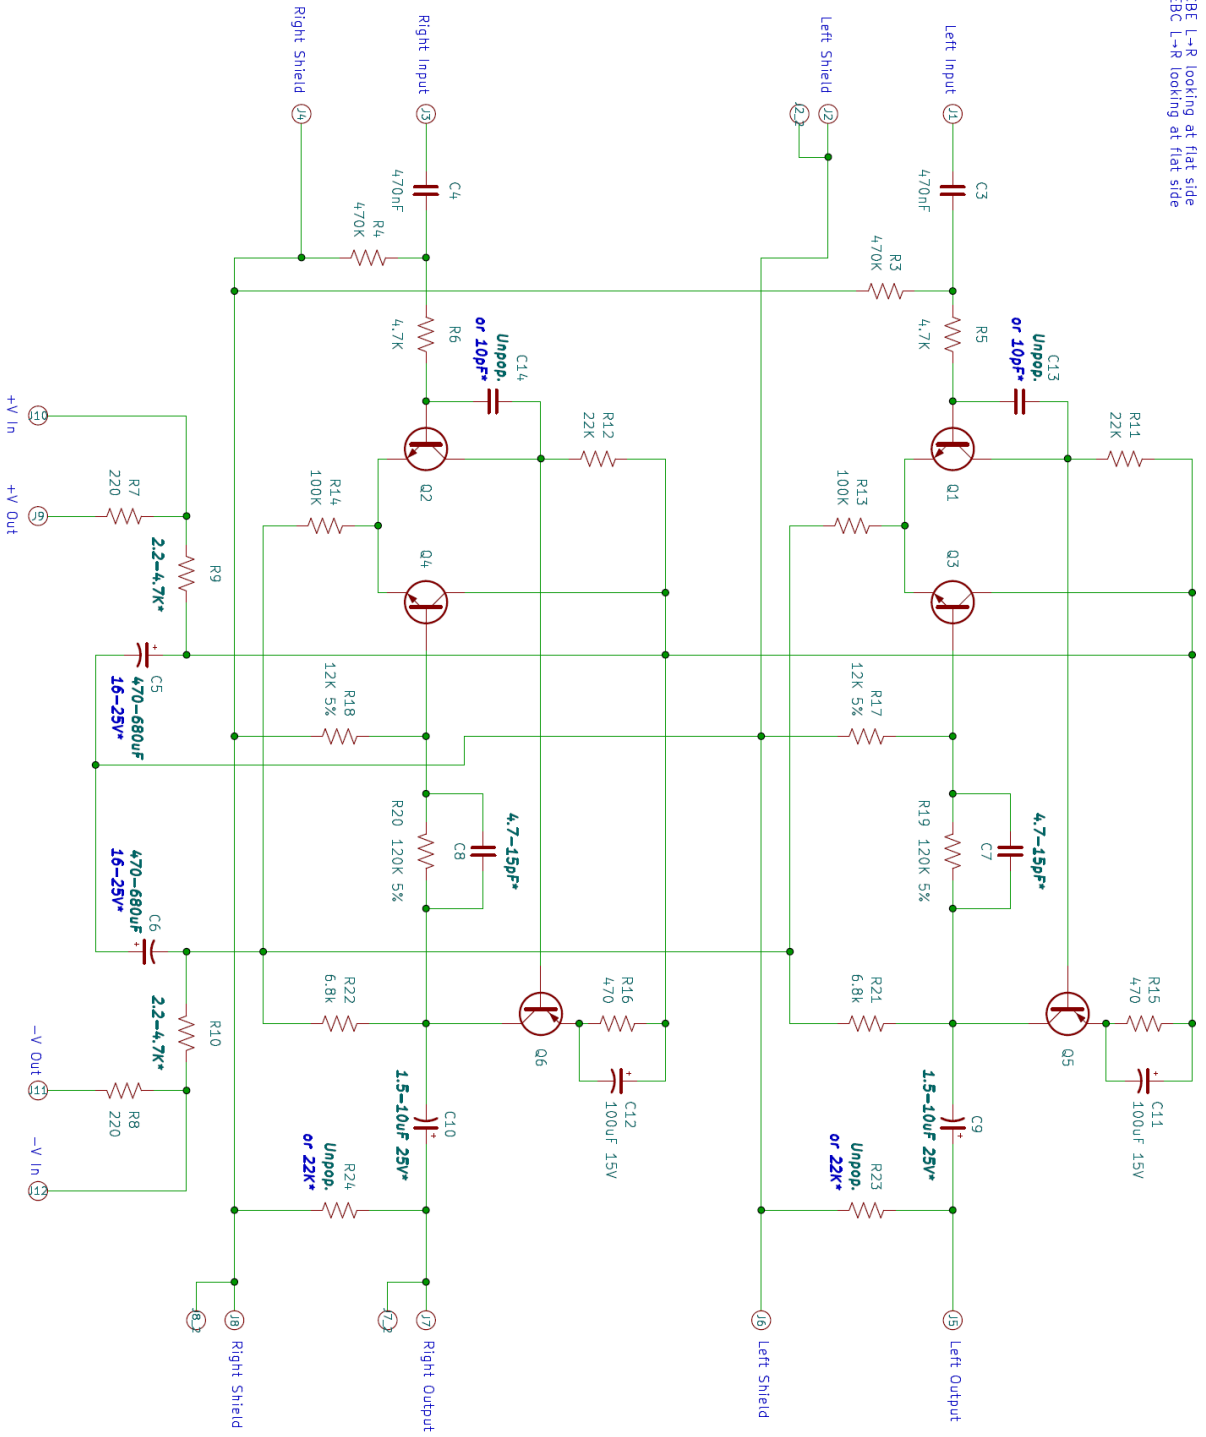 BE L→R looking at flat side
EBC L→R looking at flat side
R11
22K
R15
470
C11
100uF 15V
C13
Unpop.
or 10pF*
Q5
4.7-15pF*
C7
Left Input
J1
C3
470nF
R5
4.7K
Q1
Q3
R19 120K 5%
C9
1.5-10uF 25V*
J5
Left Output
R3
470K
R13
100K
R17
12K 5%
R21
6.8k
R23
Unpop.
or 22K*
Left Shield
J2
J2_2
J6
Left Shield
R12
22K
R16
470
C12
100uF 15V
C14
Unpop.
or 10pF*
Q6
4.7-15pF*
C8
Right Input
J3
C4
470nF
R6
4.7K
Q2
Q4
R20 120K 5%
C10
1.5-10uF 25V*
J7
Right Output
J7_2
R4
470K
R14
100K
R18
12K 5%
R22
6.8k
R24
Unpop.
or 22K*
Right Shield
J4
J8
Right Shield
J8_2
R9
2.2-4.7K*
C5
470-680uF
16-25V*
C6
470-680uF
16-25V*
R10
2.2-4.7K*
R7
220
R8
220
J10
+V In
J9
+V Out
J11
-V Out
J12
-V In